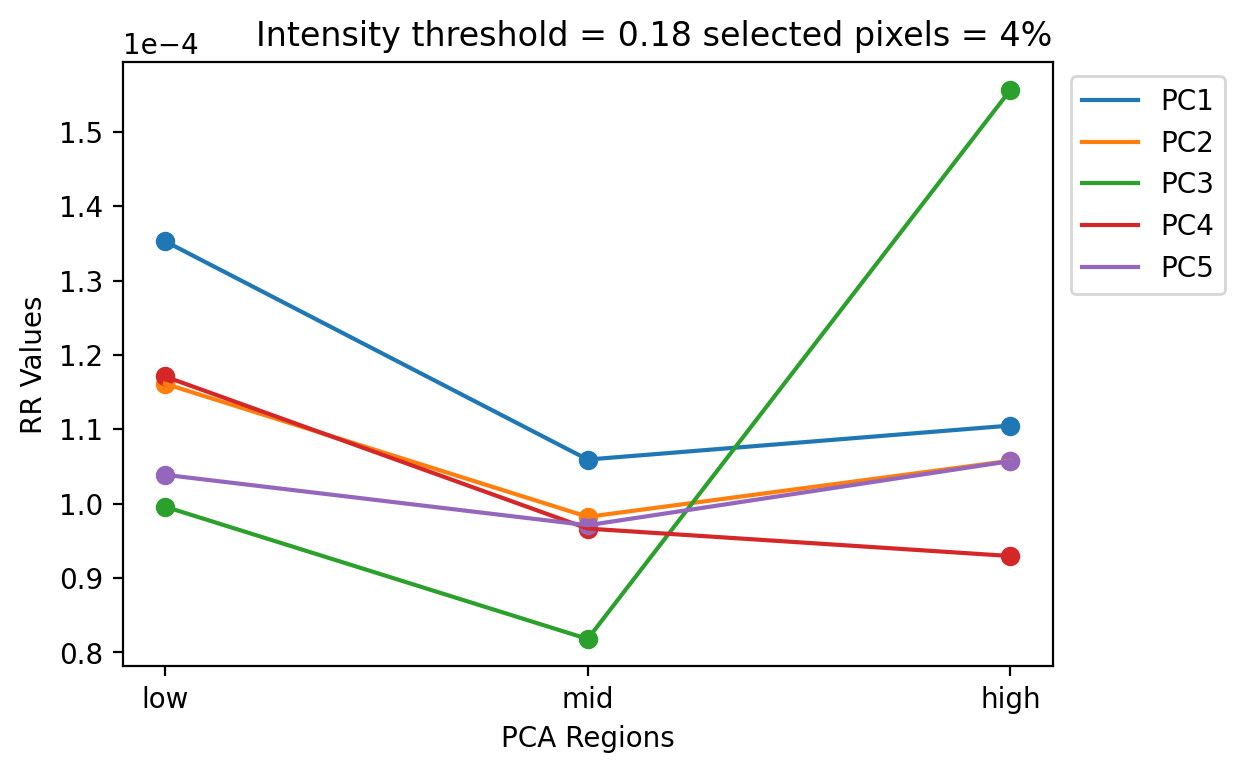 Intensity threshold = 0.18 selected pixels = 4%
1e−4
1.5
1.4
1.3
1.2
1.1
1.0
0.9
0.8
RR Values
low
mid
high
PCA Regions
PC1
PC2
PC3
PC4
PC5